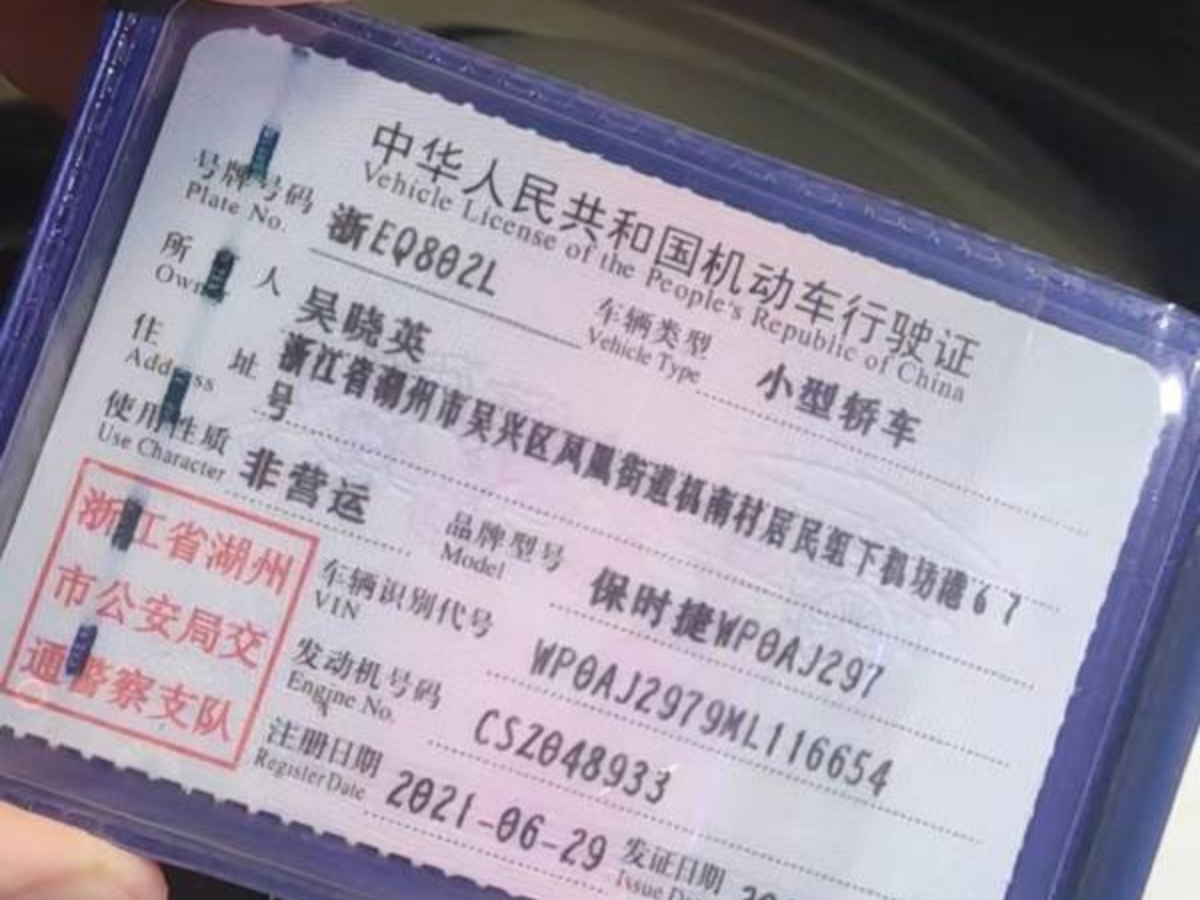 中华人民共和国机动车行驶证
Vehicle License of the People's Republic of China
号牌号码 浙EQ802L 车辆类型 小型轿车
Plate No. Vehicle Type
所 人 吴晓英
Owner
住 址 浙江省湖州市吴兴区凤凰街道杭南村居民组下杭坊港67
Address 号
使用性质 非营运
Use Character
品牌型号 保时捷WP0AJ297
Model
车辆识别代号 WP0AJ2979ML116654
VIN
发动机号码 CSZ048933
Engine No.
注册日期 2021-06-29 发证日期
Register Date Issue
浙江省湖州
市公安局交
通警察支队